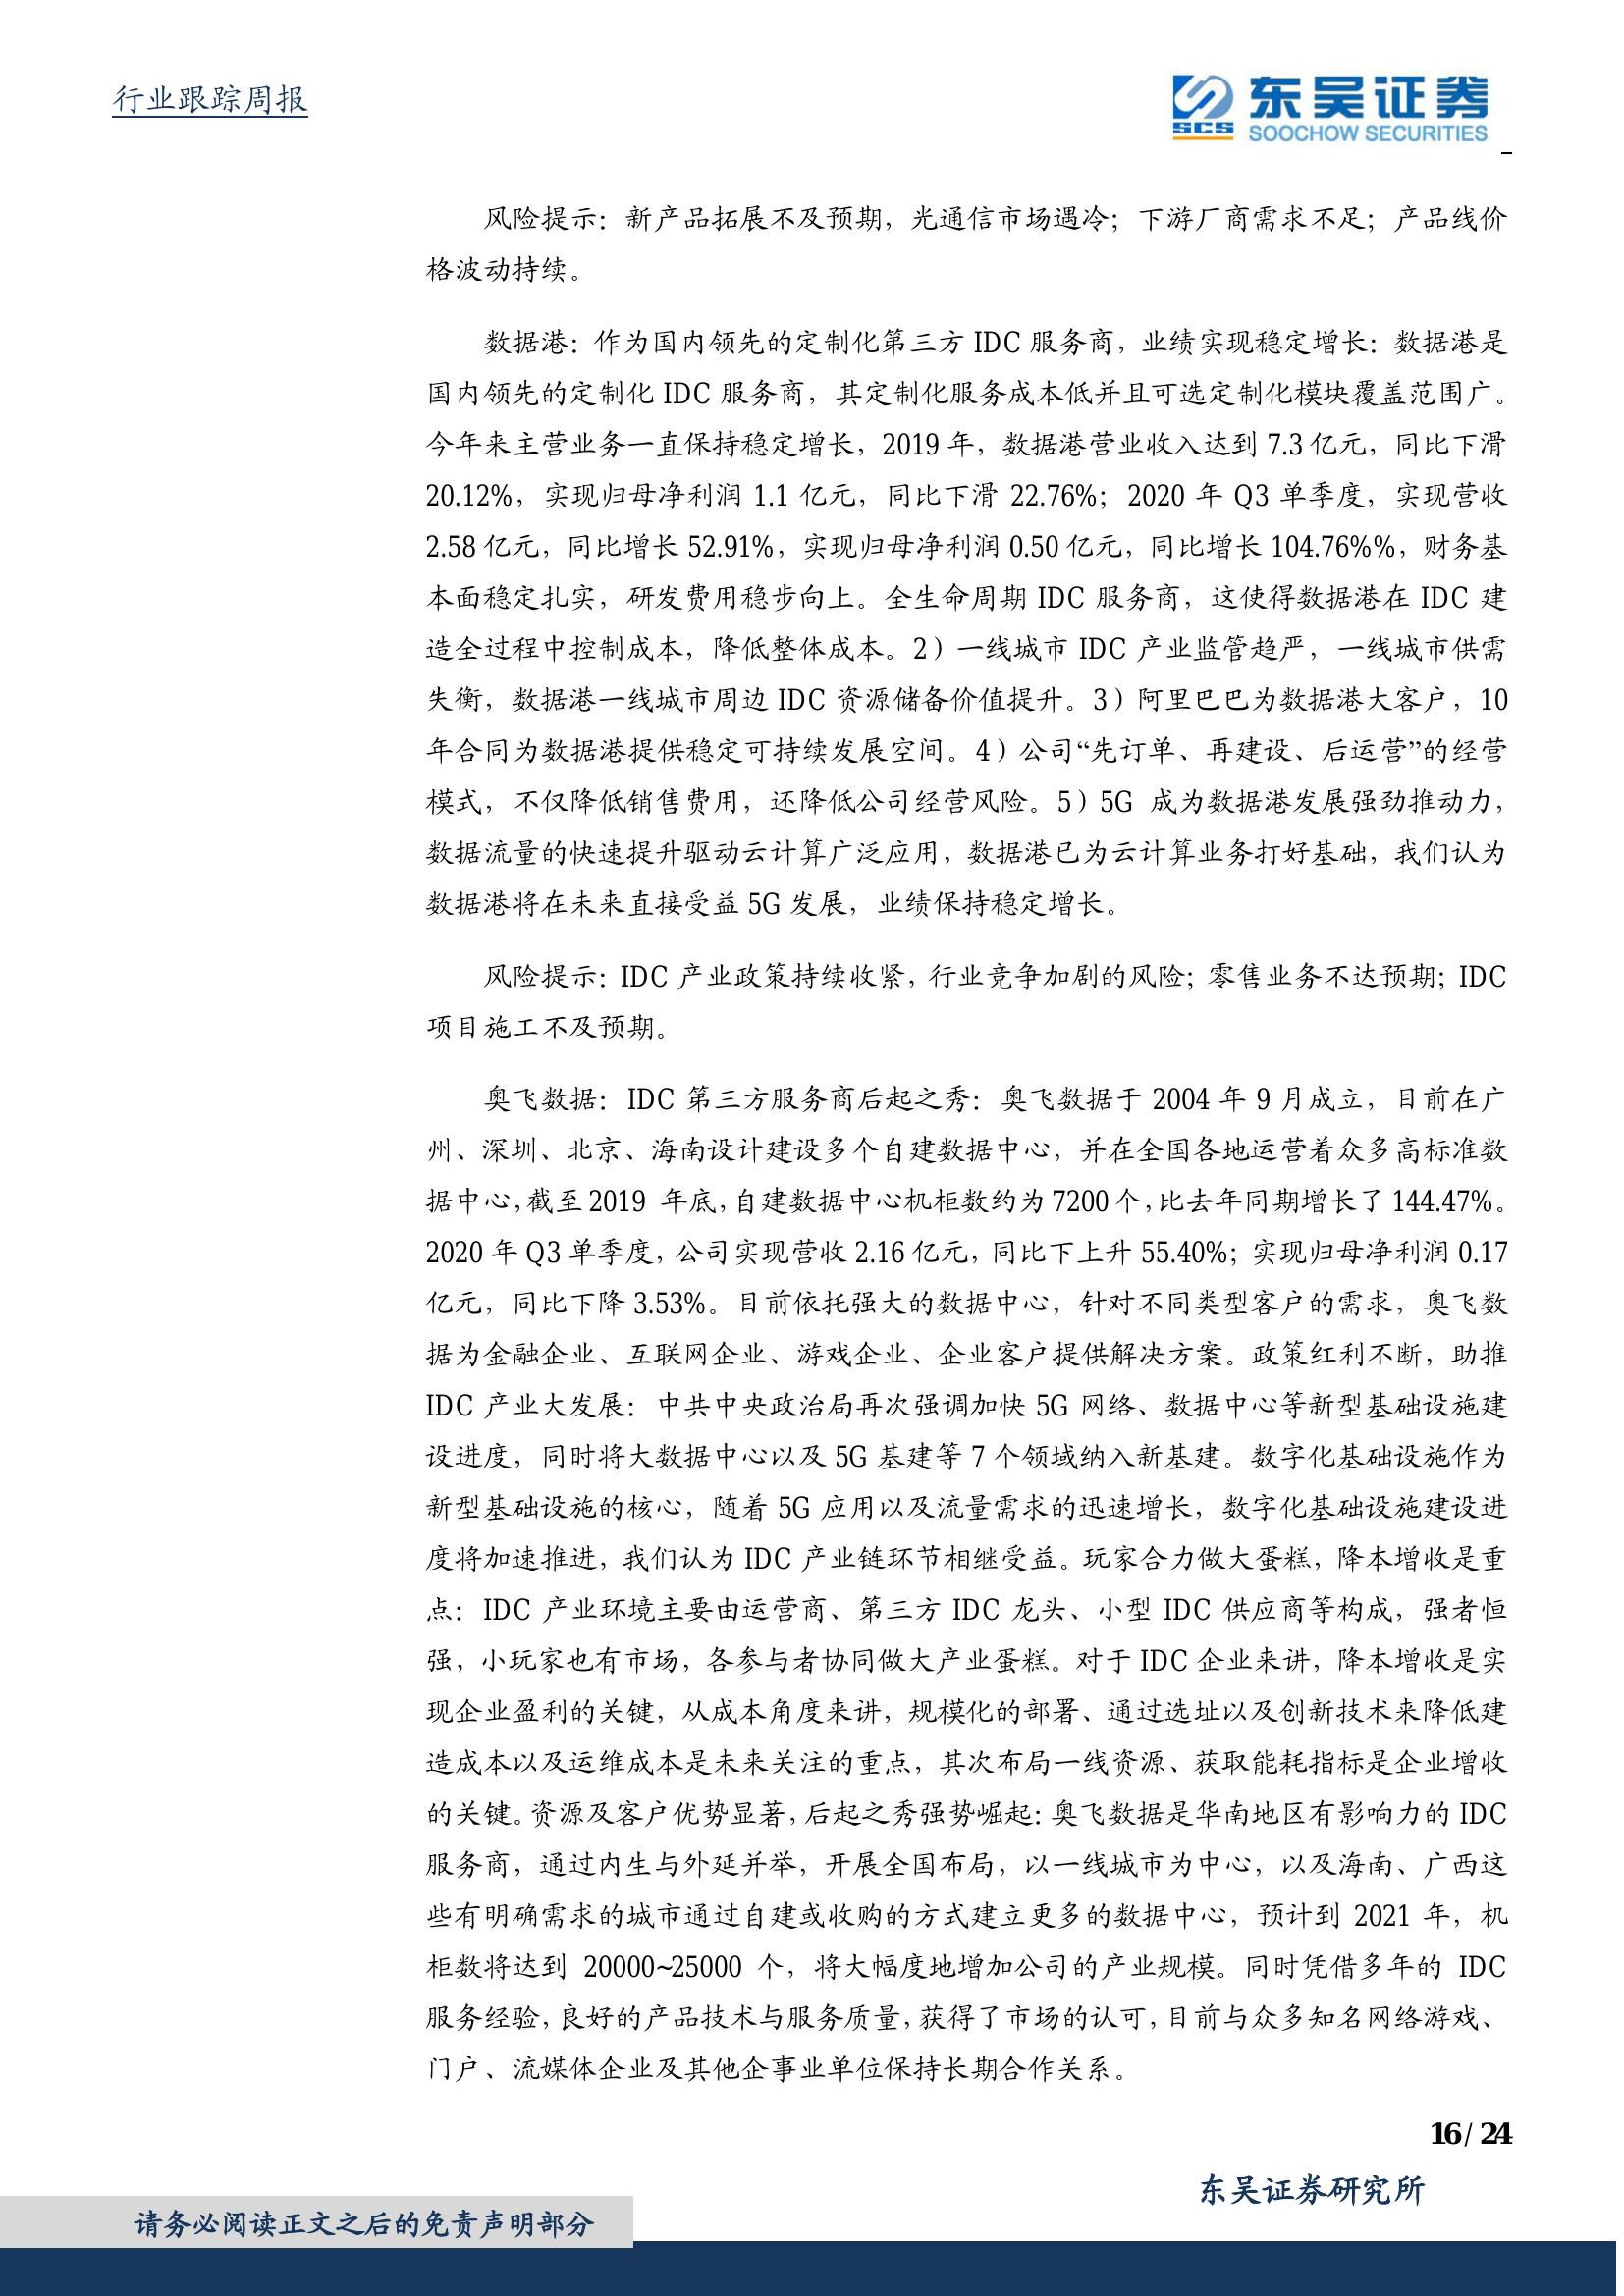 行业跟踪周报
东吴证券
SCS
SOOCHOW SECURITIES
风险提示：新产品拓展不及预期，光通信市场遇冷；下游厂商需求不足；产品线价
格波动持续。
数据港：作为国内领先的定制化第三方 IDC 服务商，业绩实现稳定增长：数据港是
国内领先的定制化 IDC 服务商，其定制化服务成本低并且可选定制化模块覆盖范围广。
今年来主营业务一直保持稳定增长，2019 年，数据港营业收入达到 7.3 亿元，同比下滑
20.12%，实现归母净利润 1.1 亿元，同比下滑 22.76%；2020 年 Q3 单季度，实现营收
2.58 亿元，同比增长 52.91%，实现归母净利润 0.50 亿元，同比增长 104.76%%，财务基
本面稳定扎实，研发费用稳步向上。全生命周期 IDC 服务商，这使得数据港在 IDC 建
造全过程中控制成本，降低整体成本。2）一线城市 IDC 产业监管趋严，一线城市供需
失衡，数据港一线城市周边 IDC 资源储备价值提升。3）阿里巴巴为数据港大客户，10
年合同为数据港提供稳定可持续发展空间。4）公司“先订单、再建设、后运营”的经营
模式，不仅降低销售费用，还降低公司经营风险。5）5G 成为数据港发展强劲推动力，
数据流量的快速提升驱动云计算广泛应用，数据港已为云计算业务打好基础，我们认为
数据港将在未来直接受益 5G 发展，业绩保持稳定增长。
风险提示：IDC 产业政策持续收紧，行业竞争加剧的风险；零售业务不达预期；IDC
项目施工不及预期。
奥飞数据：IDC 第三方服务商后起之秀：奥飞数据于 2004 年 9 月成立，目前在广
州、深圳、北京、海南设计建设多个自建数据中心，并在全国各地运营着众多高标准数
据中心，截至 2019 年底，自建数据中心机柜数约为 7200 个，比去年同期增长了 144.47%。
2020 年 Q3 单季度，公司实现营收 2.16 亿元，同比下上升 55.40%；实现归母净利润 0.17
亿元，同比下降 3.53%。目前依托强大的数据中心，针对不同类型客户的需求，奥飞数
据为金融企业、互联网企业、游戏企业、企业客户提供解决方案。政策红利不断，助推
IDC 产业大发展：中共中央政治局再次强调加快 5G 网络、数据中心等新型基础设施建
设进度，同时将大数据中心以及 5G 基建等 7 个领域纳入新基建。数字化基础设施作为
新型基础设施的核心，随着 5G 应用以及流量需求的迅速增长，数字化基础设施建设进
度将加速推进，我们认为 IDC 产业链环节相继受益。玩家合力做大蛋糕，降本增收是重
点：IDC 产业环境主要由运营商、第三方 IDC 龙头、小型 IDC 供应商等构成，强者恒
强，小玩家也有市场，各参与者协同做大产业蛋糕。对于 IDC 企业来讲，降本增收是实
现企业盈利的关键，从成本角度来讲，规模化的部署、通过选址以及创新技术来降低建
造成本以及运维成本是未来关注的重点，其次布局一线资源、获取能耗指标是企业增收
的关键。资源及客户优势显著，后起之秀强势崛起：奥飞数据是华南地区有影响力的 IDC
服务商，通过内生与外延并举，开展全国布局，以一线城市为中心，以及海南、广西这
些有明确需求的城市通过自建或收购的方式建立更多的数据中心，预计到 2021 年，机
柜数将达到 20000~25000 个，将大幅度地增加公司的产业规模。同时凭借多年的 IDC
服务经验，良好的产品技术与服务质量，获得了市场的认可，目前与众多知名网络游戏、
门户、流媒体企业及其他企事业单位保持长期合作关系。
16 / 24
东吴证券研究所
请务必阅读正文之后的免责声明部分